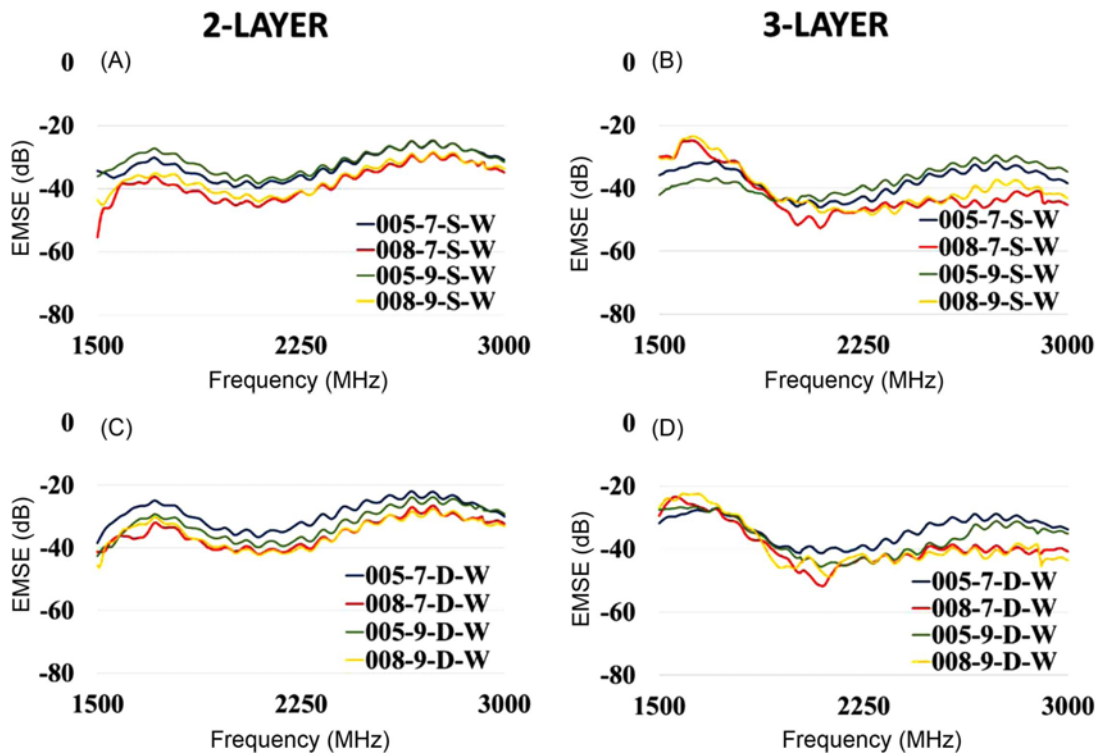 2-LAYER
3-LAYER
0
(A)
-20
-40
-60
-80
EMSE (dB)
005-7-S-W
008-7-S-W
005-9-S-W
008-9-S-W
1500
2250
3000
Frequency (MHz)
0
(B)
-20
-40
-60
-80
EMSE (dB)
005-7-S-W
008-7-S-W
005-9-S-W
008-9-S-W
1500
2250
3000
Frequency (MHz)
0
(C)
-20
-40
-60
-80
EMSE (dB)
005-7-D-W
008-7-D-W
005-9-D-W
008-9-D-W
1500
2250
3000
Frequency (MHz)
0
(D)
-20
-40
-60
-80
EMSE (dB)
005-7-D-W
008-7-D-W
005-9-D-W
008-9-D-W
1500
2250
3000
Frequency (MHz)